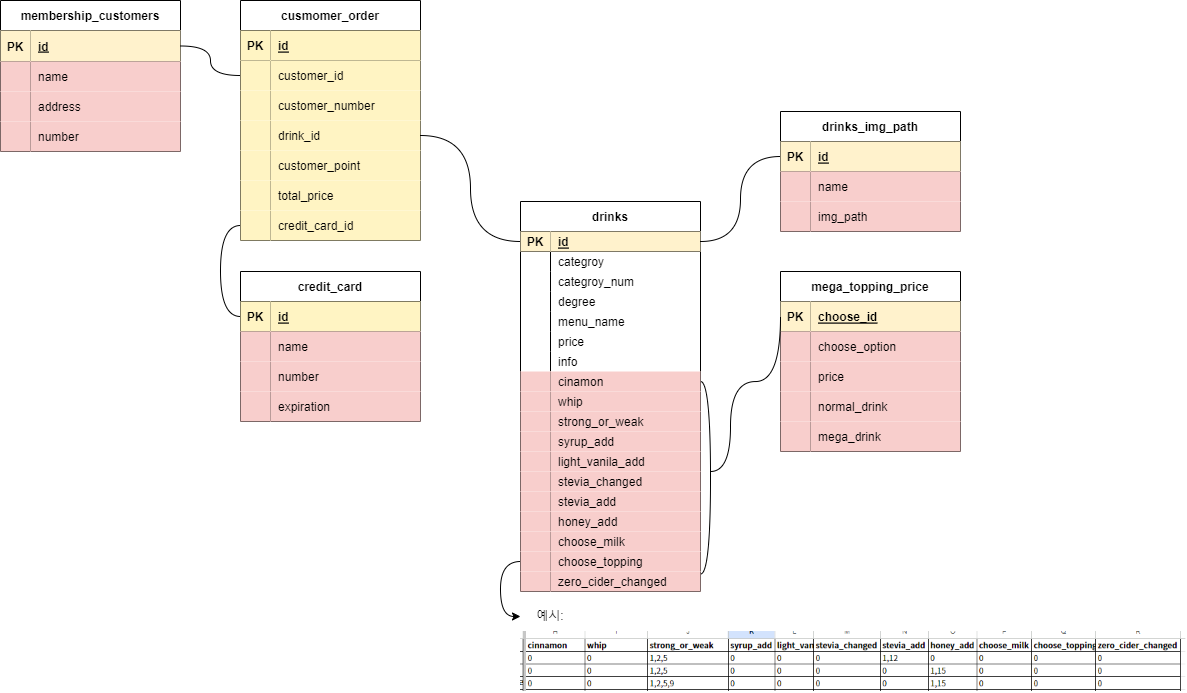 membership_customers
PK id
name
address
number
cusmomer_order
PK id
customer_id
customer_number
drink_id
customer_point
total_price
credit_card_id
credit_card
PK id
name
number
expiration
drinks
PK id
categroy
categroy_num
degree
menu_name
price
info
cinamon
whip
strong_or_weak
syrup_add
light_vanila_add
stevia_changed
stevia_add
honey_add
choose_milk
choose_topping
zero_cider_changed
drinks_img_path
PK id
name
img_path
mega_topping_price
PK choose_id
choose_option
price
normal_drink
mega_drink
예시:
cinnamon whip strong_or_weak syrup_add light_van stevia_changed stevia_add honey_add choose_milk choose_topping zero_cider_changed
0 0 1,2,5 0 0 0 1,12 0 0 0 0
0 0 1,2,5 0 0 0 0 1,15 0 0 0
0 0 1,2,5,9 0 0 0 0 1,15 0 0 0